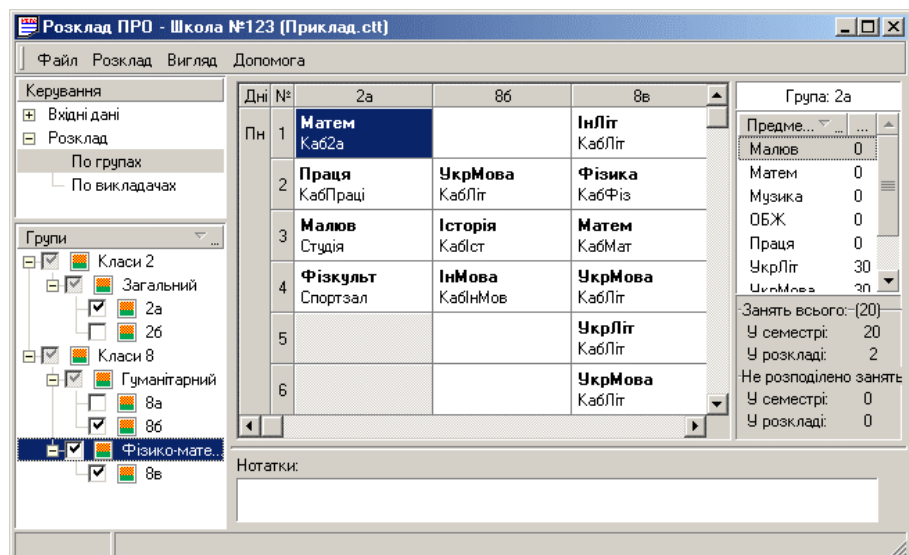 Розклад ПРО - Школа №123 (Приклад.ctt)
Файл Розклад Вигляд Допомога
Керування
Вхідні дані
Розклад
По групах
По викладачах
Групи ...
Класи 2
Загальний
2а
2б
Класи 8
Гуманітарний
8а
8б
Фізико-мате...
8в
Дні № 2а 8б 8в
Пн 1 Матем ІнЛіт
Каб2а КабЛіт
2 Праця УкрМова Фізика
КабПраці КабЛіт КабФіз
3 Малюв Історія Матем
Студія КабІст КабМат
4 Фізкульт ІнМова УкрМова
Спортзал КабІнМов КабЛіт
5 УкрЛіт
КабЛіт
6 УкрМова
КабЛіт
Нотатки:
Група: 2а
Предме... ... ...
Малюв 0
Матем 0
Музика 0
ОБЖ 0
Праця 0
УкрЛіт 30
УкрМова 30
Занять всього: (20)
У семестрі: 20
У розкладі: 2
Не розподілено занять
У семестрі: 0
У розкладі: 0